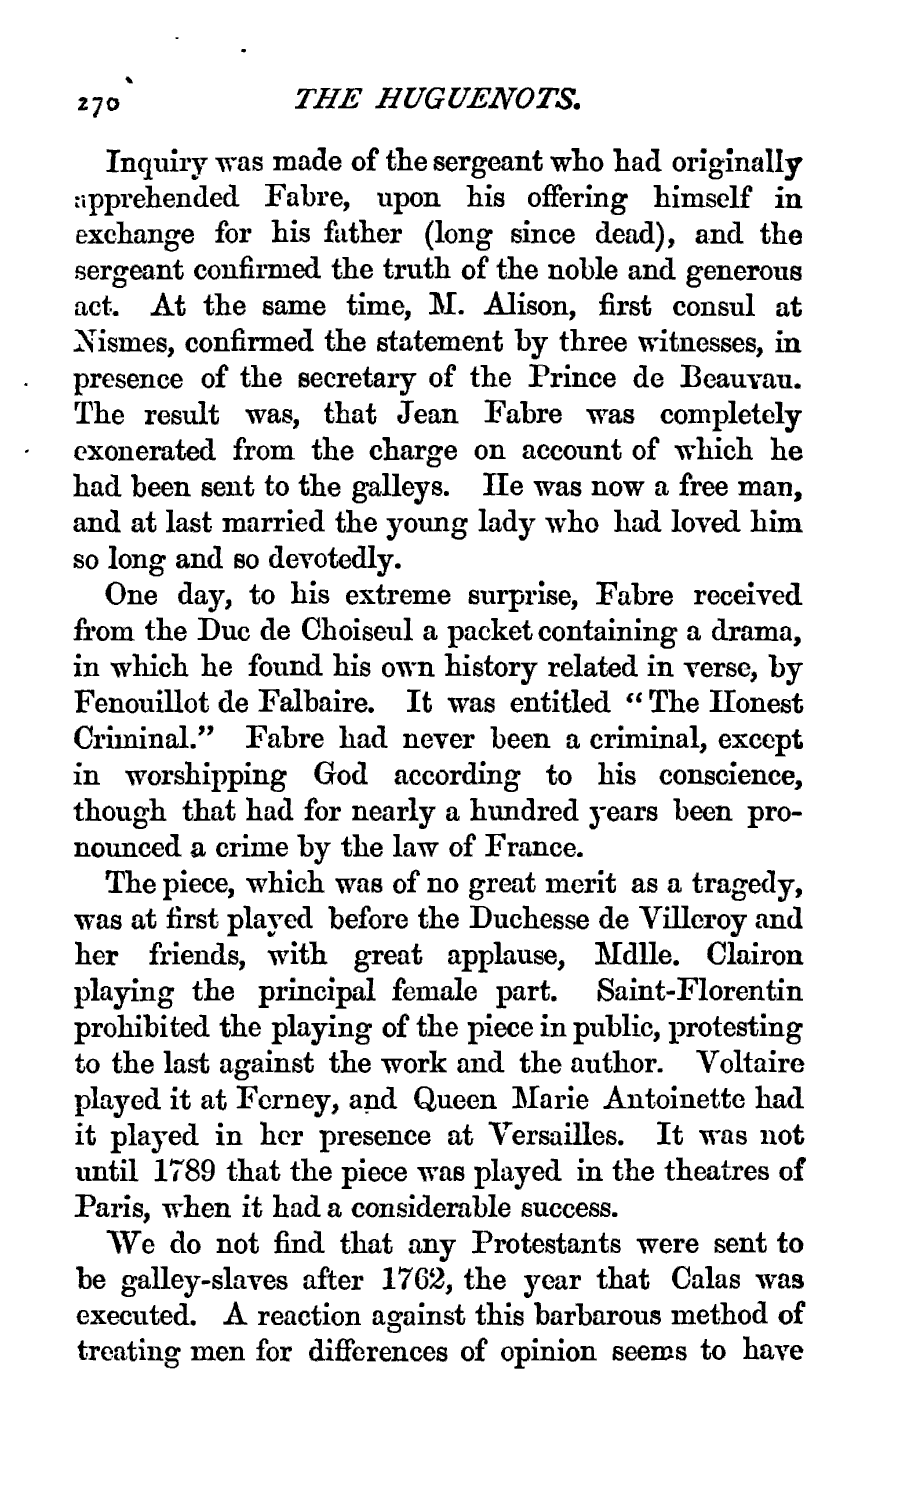 270 THE HUGUENOTS.
Inquiry was made of the sergeant who had originally
apprehended Fabre, upon his offering himself in
exchange for his father (long since dead), and the
sergeant confirmed the truth of the noble and generous
act. At the same time, M. Alison, first consul at
Nismes, confirmed the statement by three witnesses, in
presence of the secretary of the Prince de Beauvau.
The result was, that Jean Fabre was completely
exonerated from the charge on account of which he
had been sent to the galleys. He was now a free man,
and at last married the young lady who had loved him
so long and so devotedly.
One day, to his extreme surprise, Fabre received
from the Duc de Choiseul a packet containing a drama,
in which he found his own history related in verse, by
Fenouillot de Falbaire. It was entitled “The Honest
Criminal.” Fabre had never been a criminal, except
in worshipping God according to his conscience,
though that had for nearly a hundred years been pro-
nounced a crime by the law of France.
The piece, which was of no great merit as a tragedy,
was at first played before the Duchesse de Villeroy and
her friends, with great applause, Mdlle. Clairon
playing the principal female part. Saint-Florentin
prohibited the playing of the piece in public, protesting
to the last against the work and the author. Voltaire
played it at Ferney, and Queen Marie Antoinette had
it played in her presence at Versailles. It was not
until 1789 that the piece was played in the theatres of
Paris, when it had a considerable success.
We do not find that any Protestants were sent to
be galley-slaves after 1762, the year that Calas was
executed. A reaction against this barbarous method of
treating men for differences of opinion seems to have